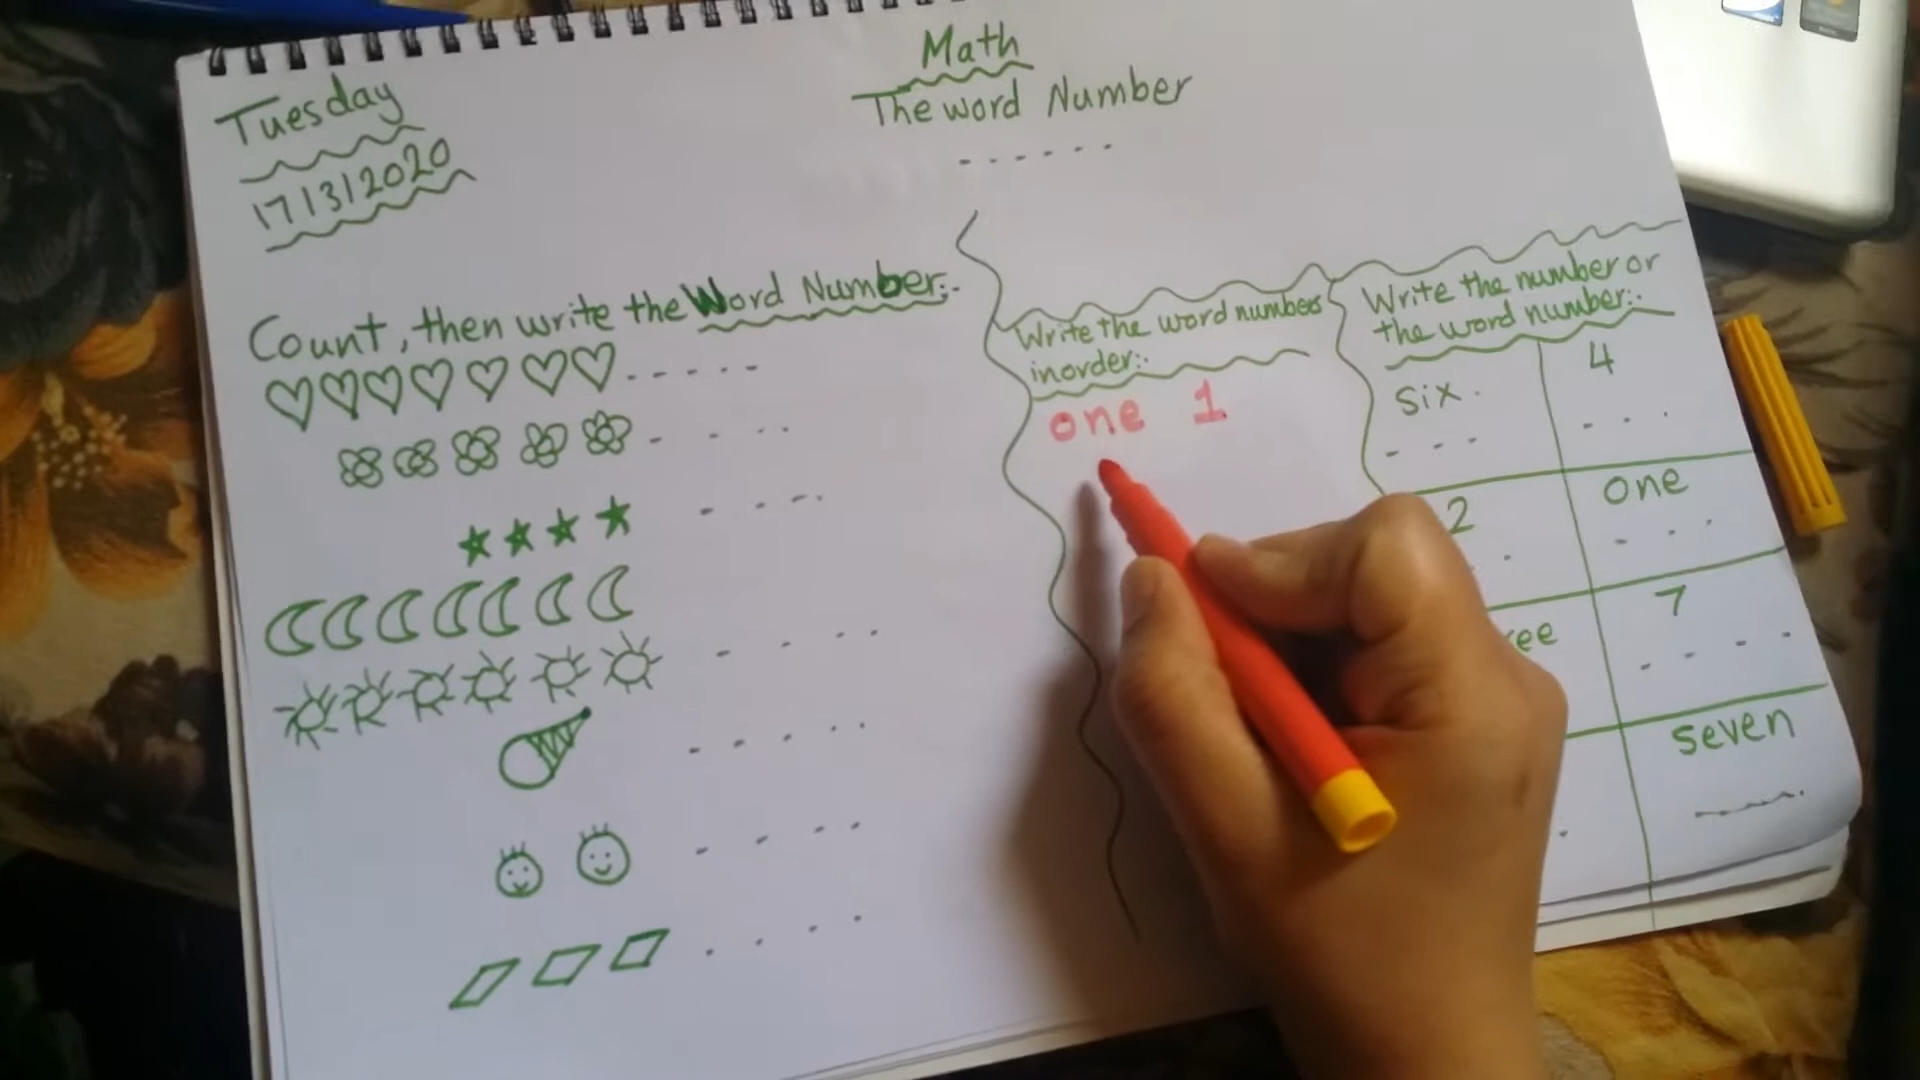 Tuesday
17/3/2020
Math
The word Number
Count, then write the Word Number:-
Write the word numbers
inorder:-
one 1
Write the number or
the word number:-
six. 4
2 one
7
seven